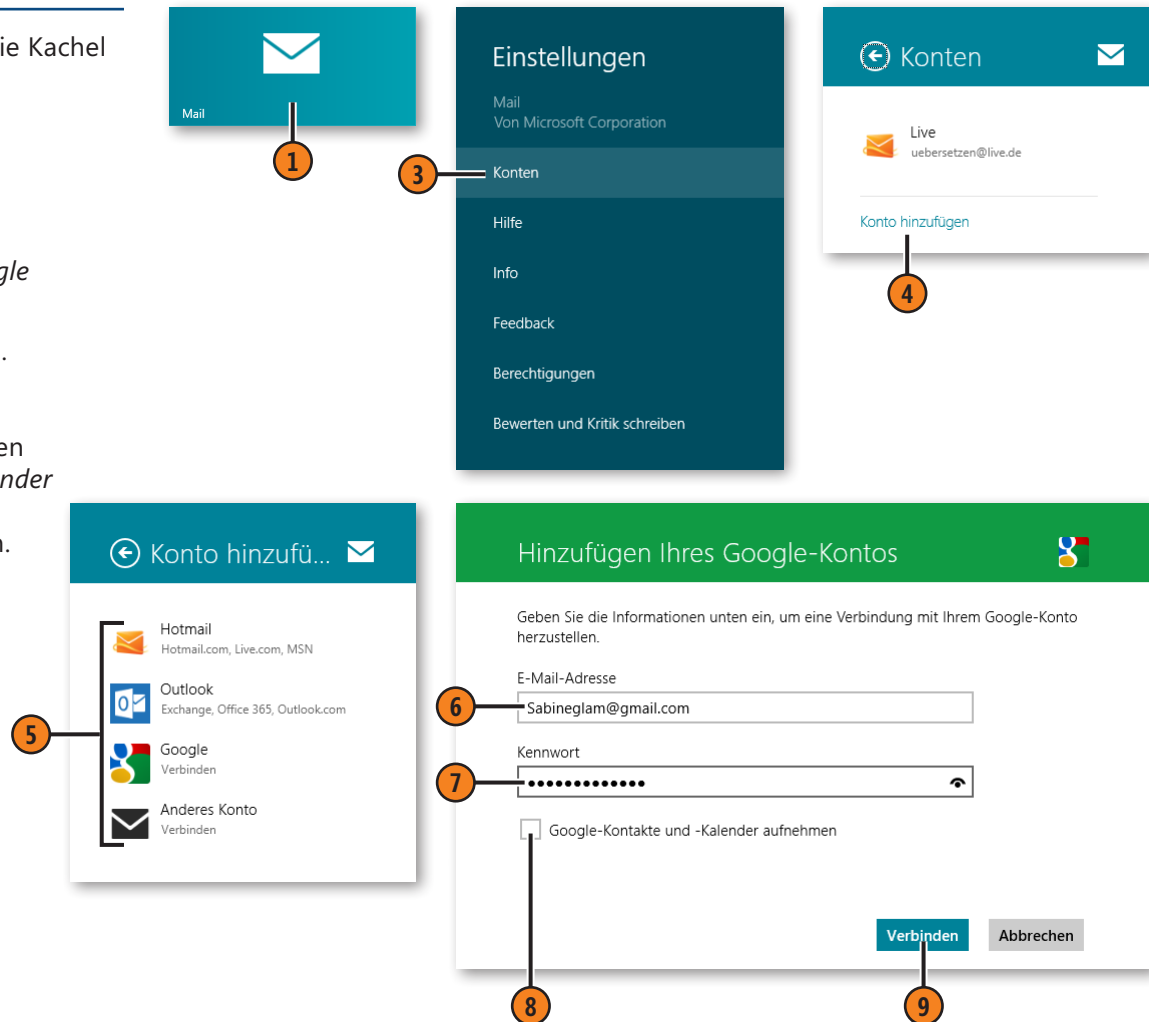 ie Kachel
gle
.
en
nder
n.
Mail
1
Einstellungen
Mail
Von Microsoft Corporation
3
Konten
Hilfe
Info
Feedback
Berechtigungen
Bewerten und Kritik schreiben
Konten
Live
uebersetzen@live.de
Konto hinzufügen
4
Konto hinzufü...
Hotmail
Hotmail.com, Live.com, MSN
Outlook
Exchange, Office 365, Outlook.com
5
Google
Verbinden
Anderes Konto
Verbinden
Hinzufügen Ihres Google-Kontos
Geben Sie die Informationen unten ein, um eine Verbindung mit Ihrem Google-Konto
herzustellen.
E-Mail-Adresse
6
Sabineglam@gmail.com
Kennwort
7
•••••••••••••
Google-Kontakte und -Kalender aufnehmen
Verbinden
Abbrechen
8
9